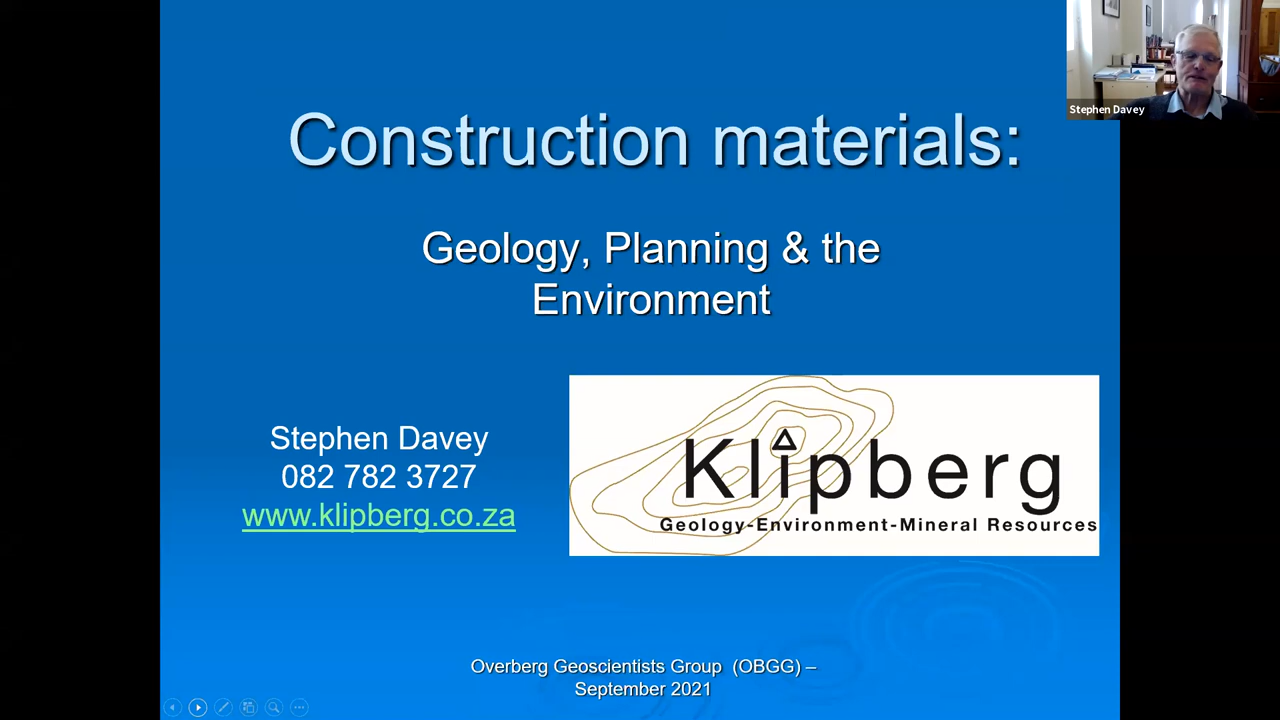 Stephen Davey
Construction materials:
Geology, Planning & the
Environment
Stephen Davey
082 782 3727
www.klipberg.co.za
Klipberg
Geology-Environment-Mineral Resources
Overberg Geoscientists Group (OBGG) –
September 2021